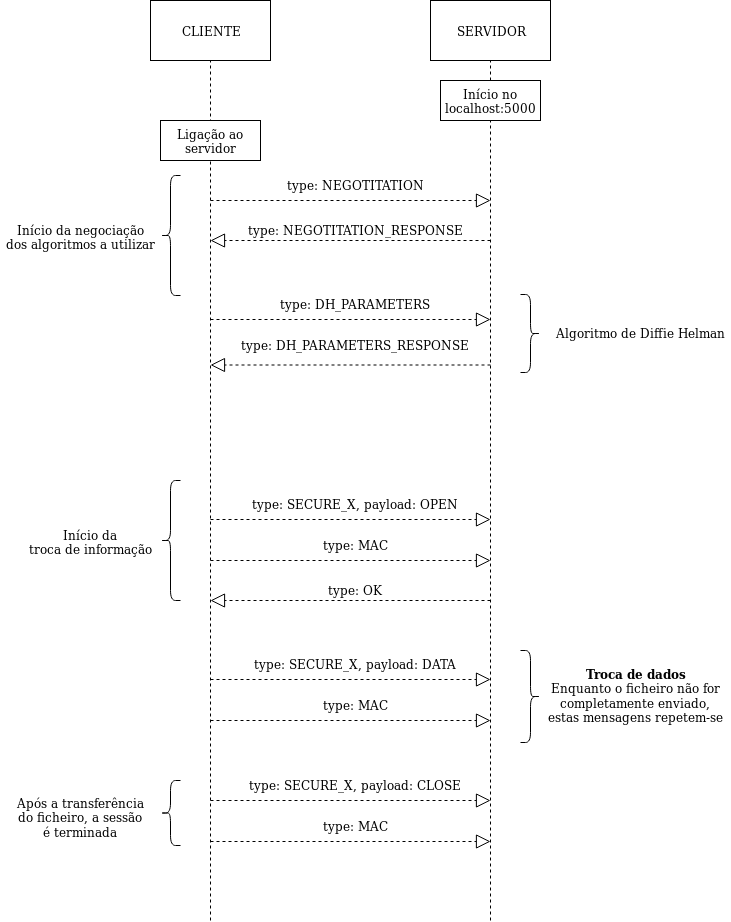 CLIENTE
SERVIDOR
Início no
localhost:5000
Ligação ao
servidor
type: NEGOTITATION
type: NEGOTITATION_RESPONSE
Início da negociação
dos algoritmos a utilizar
type: DH_PARAMETERS
type: DH_PARAMETERS_RESPONSE
Algoritmo de Diffie Helman
type: SECURE_X, payload: OPEN
type: MAC
type: OK
Início da
troca de informação
type: SECURE_X, payload: DATA
type: MAC
Troca de dados
Enquanto o ficheiro não for
completamente enviado,
estas mensagens repetem-se
type: SECURE_X, payload: CLOSE
type: MAC
Após a transferência
do ficheiro, a sessão
é terminada